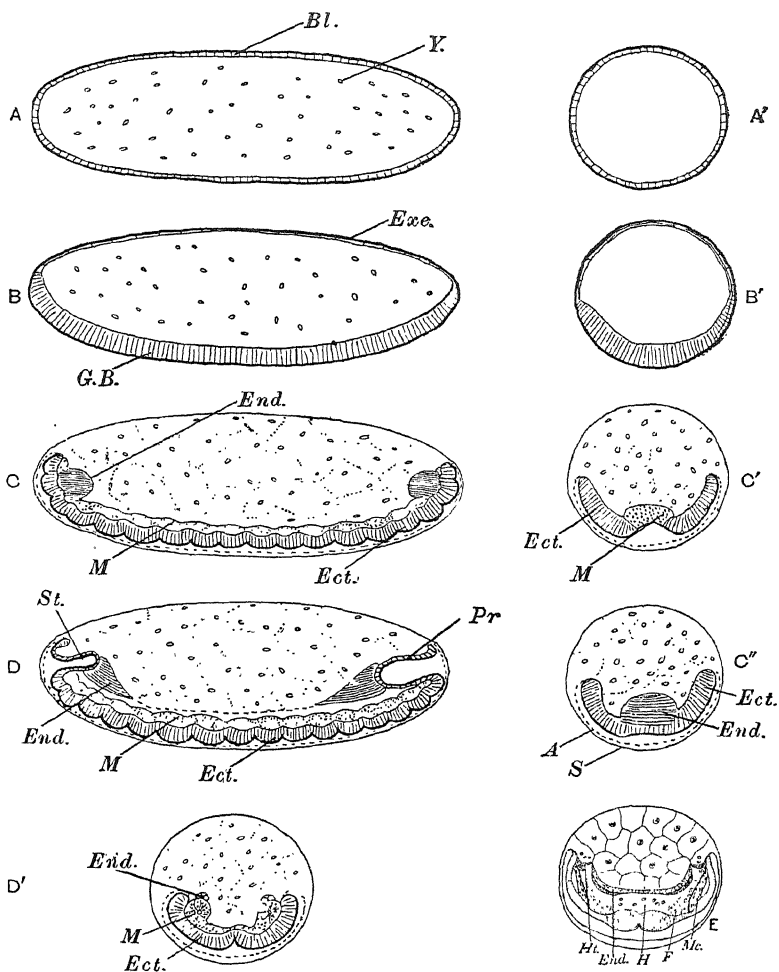 Bl.
Y.
A
A''
Exe.
B
B'
G.B.
End.
C
C'
Ect.
M
M
Ect.
St.
Pr
D
C''
Ect.
End.
End.
A
M
Ect.
S
End.
D'
M
Ect.
E
Ht.
End.
H
F
Mc.